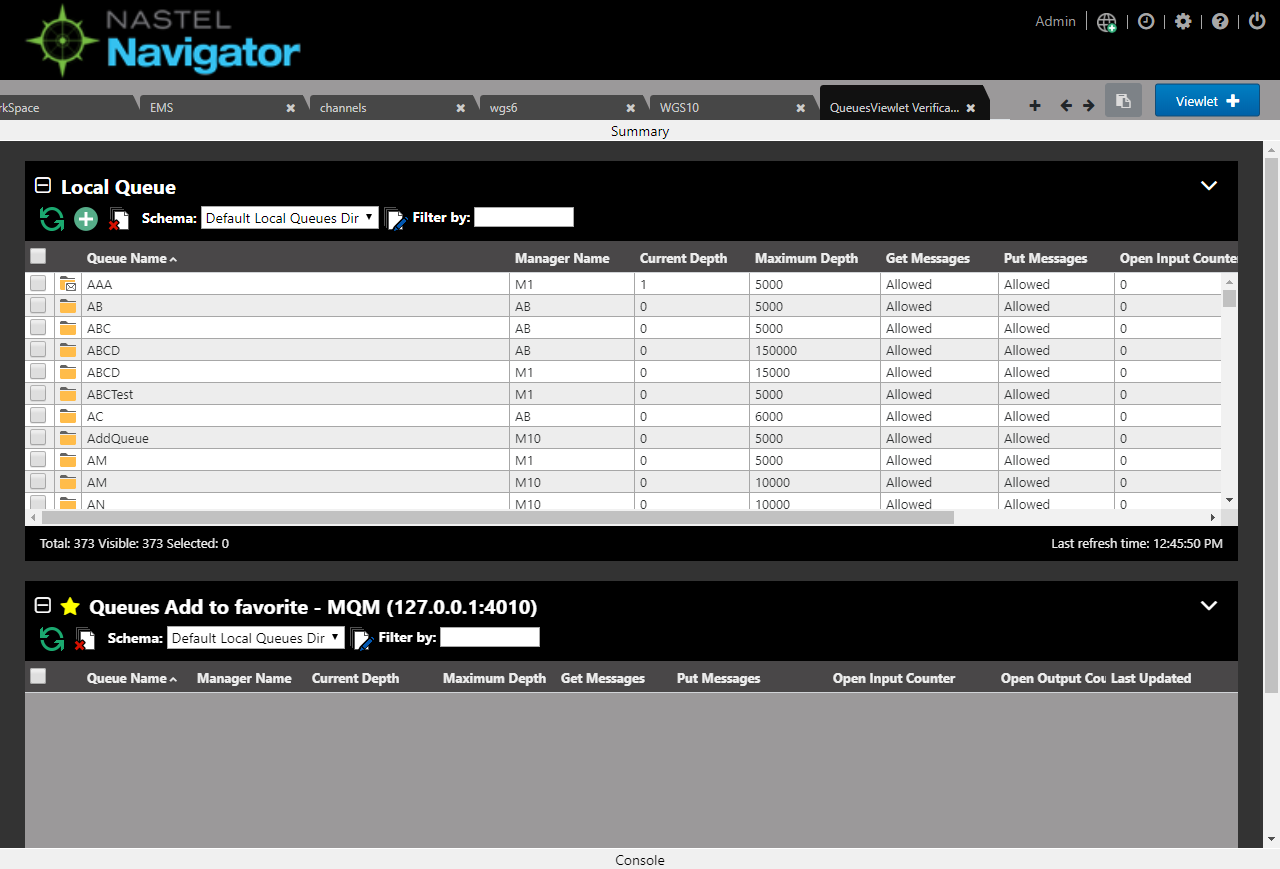 NASTEL
Navigator
Admin
rkSpace EMS channels wgs6 WGS10 QueuesViewlet Verifica... Viewlet
Summary
Local Queue
Schema: Default Local Queues Dir Filter by:
Queue Name Manager Name Current Depth Maximum Depth Get Messages Put Messages Open Input Counte
AAA M1 1 5000 Allowed Allowed 0
AB AB 0 5000 Allowed Allowed 0
ABC AB 0 5000 Allowed Allowed 0
ABCD AB 0 150000 Allowed Allowed 0
ABCD M1 0 15000 Allowed Allowed 0
ABCTest M1 0 5000 Allowed Allowed 0
AC AB 0 6000 Allowed Allowed 0
AddQueue M10 0 5000 Allowed Allowed 0
AM M1 0 5000 Allowed Allowed 0
AM M10 0 10000 Allowed Allowed 0
AN M10 0 10000 Allowed Allowed 0
Total: 373 Visible: 373 Selected: 0 Last refresh time: 12:45:50 PM
Queues Add to favorite - MQM (127.0.0.1:4010)
Schema: Default Local Queues Dir Filter by:
Queue Name Manager Name Current Depth Maximum Depth Get Messages Put Messages Open Input Counter Open Output Cou Last Updated
Console